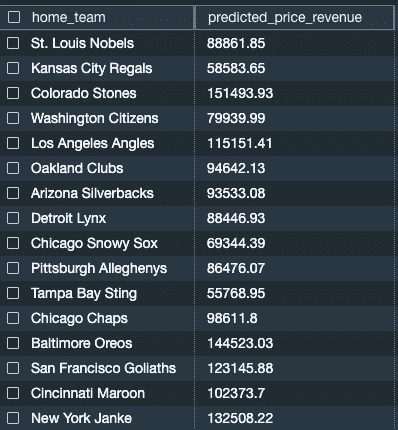 home_team predicted_price_revenue
St. Louis Nobels 88861.85
Kansas City Regals 58583.65
Colorado Stones 151493.93
Washington Citizens 79939.99
Los Angeles Angles 115151.41
Oakland Clubs 94642.13
Arizona Silverbacks 93533.08
Detroit Lynx 88446.93
Chicago Snowy Sox 69344.39
Pittsburgh Alleghenys 86476.07
Tampa Bay Sting 55768.95
Chicago Chaps 98611.8
Baltimore Oreos 144523.03
San Francisco Goliaths 123145.88
Cincinnati Maroon 102373.7
New York Janke 132508.22